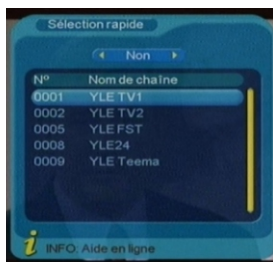 Sélection rapide
Non
Nº Nom de chaîne
0001 YLE TV1
0002 YLE TV2
0005 YLE FST
0008 YLE24
0009 YLE Teema
i INFO: Aide en ligne